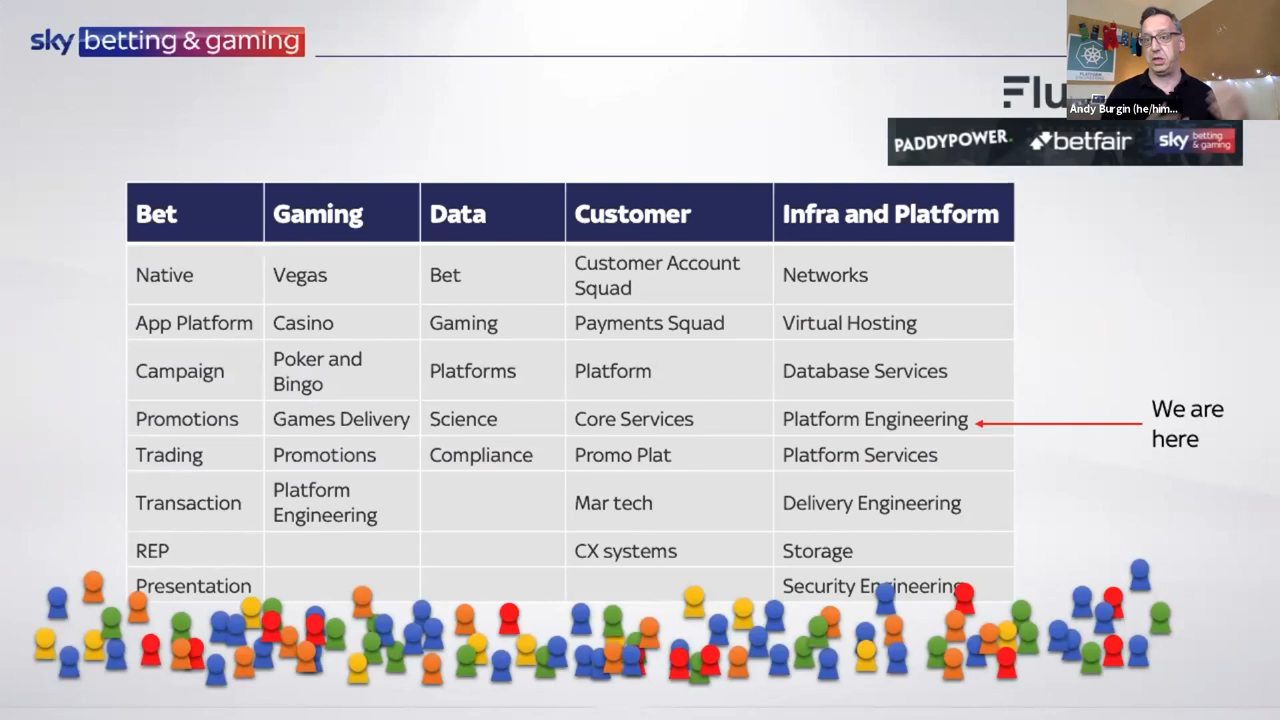 sky betting & gaming
Flu
Andy Burgin (he/him...
PADDYPOWER.
betfair
sky betting & gaming
Bet Gaming Data Customer Infra and Platform
Native Vegas Bet Customer Account Squad Networks
App Platform Casino Gaming Payments Squad Virtual Hosting
Campaign Poker and Bingo Platforms Platform Database Services
Promotions Games Delivery Science Core Services Platform Engineering
We are
here
Trading Promotions Compliance Promo Plat Platform Services
Transaction Platform Engineering Mar tech Delivery Engineering
REP CX systems Storage
Presentation Security Engineering